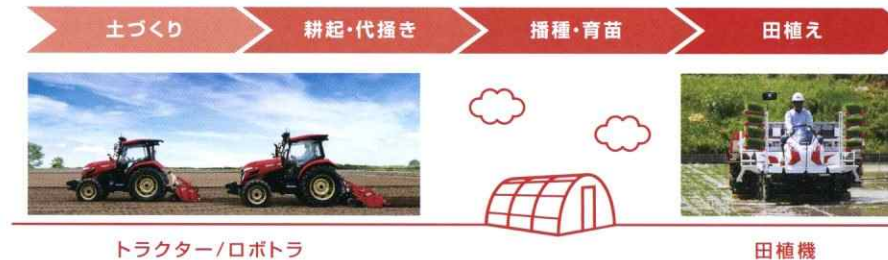 土づくり
耕起・代掻き
播種・育苗
田植え
トラクター/ロボトラ
田植機